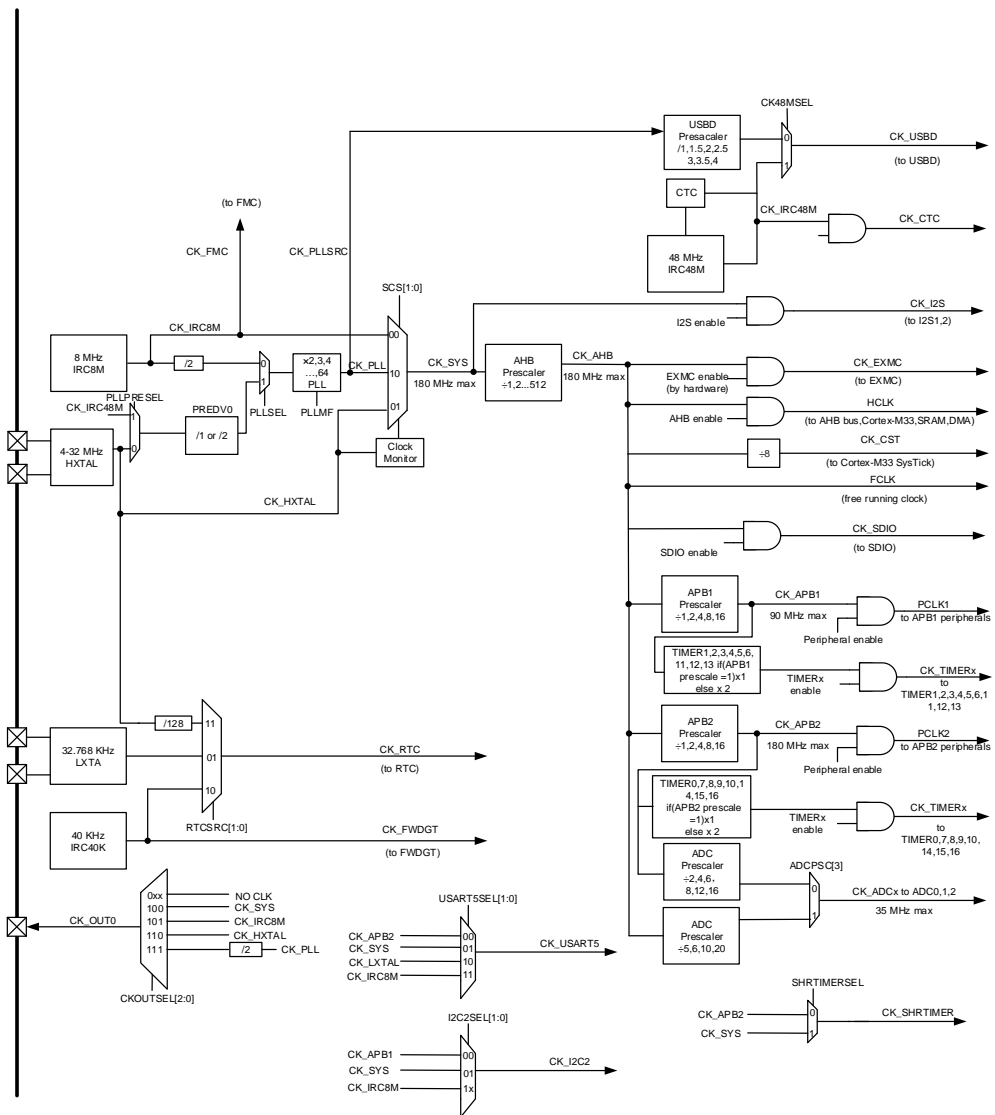 CK48MSEL
USBD
Presacaler
/1,1.5,2,2.5
3,3.5,4
0
1
CK_USBD
(to USBD)
CTC
CK_IRC48M
CK_CTC
48 MHz
IRC48M
(to FMC)
CK_FMC
CK_PLLSRC
SCS[1:0]
CK_I2S
I2S enable
(to I2S1,2)
CK_IRC8M
00
8 MHz
IRC8M
/2
0
1
×2,3,4
…,64
PLL
CK_PLL
10
CK_SYS
180 MHz max
AHB
Prescaler
÷1,2...512
CK_AHB
180 MHz max
CK_EXMC
EXMC enable
(by hardware)
(to EXMC)
PLLPRESEL
CK_IRC48M
1
0
PREDV0
/1 or /2
PLLSEL
PLLMF
01
HCLK
AHB enable
(to AHB bus,Cortex-M33,SRAM,DMA)
4-32 MHz
HXTAL
Clock
Monitor
CK_CST
÷8
(to Cortex-M33 SysTick)
CK_HXTAL
FCLK
(free running clock)
CK_SDIO
SDIO enable
(to SDIO)
APB1
Prescaler
÷1,2,4,8,16
CK_APB1
90 MHz max
PCLK1
to APB1 peripherals
Peripheral enable
TIMER1,2,3,4,5,6,
11,12,13 if(APB1
prescale =1)x1
else x 2
TIMERx
enable
CK_TIMERx
to
TIMER1,2,3,4,5,6,1
1,12,13
/128
11
32.768 KHz
LXTA
01
CK_RTC
(to RTC)
10
RTCSRC[1:0]
APB2
Prescaler
÷1,2,4,8,16
CK_APB2
180 MHz max
PCLK2
to APB2 peripherals
Peripheral enable
TIMER0,7,8,9,10,1
4,15,16
if(APB2 prescale
=1)x1
else x 2
TIMERx
enable
CK_TIMERx
to
TIMER0,7,8,9,10,
14,15,16
40 KHz
IRC40K
CK_FWDGT
(to FWDGT)
ADC
Prescaler
÷2,4,6,
8,12,16
ADCPSC[3]
0
1
CK_ADCx to ADC0,1,2
35 MHz max
ADC
Prescaler
÷5,6,10,20
CK_OUT0
0xx
NO CLK
100
CK_SYS
101
CK_IRC8M
110
CK_HXTAL
111
/2
CK_PLL
CKOUTSEL[2:0]
USART5SEL[1:0]
CK_APB2
00
CK_SYS
01
CK_LXTAL
10
CK_IRC8M
11
CK_USART5
SHRTIMERSEL
CK_APB2
0
CK_SYS
1
CK_SHRTIMER
I2C2SEL[1:0]
CK_APB1
00
CK_SYS
01
CK_IRC8M
1x
CK_I2C2